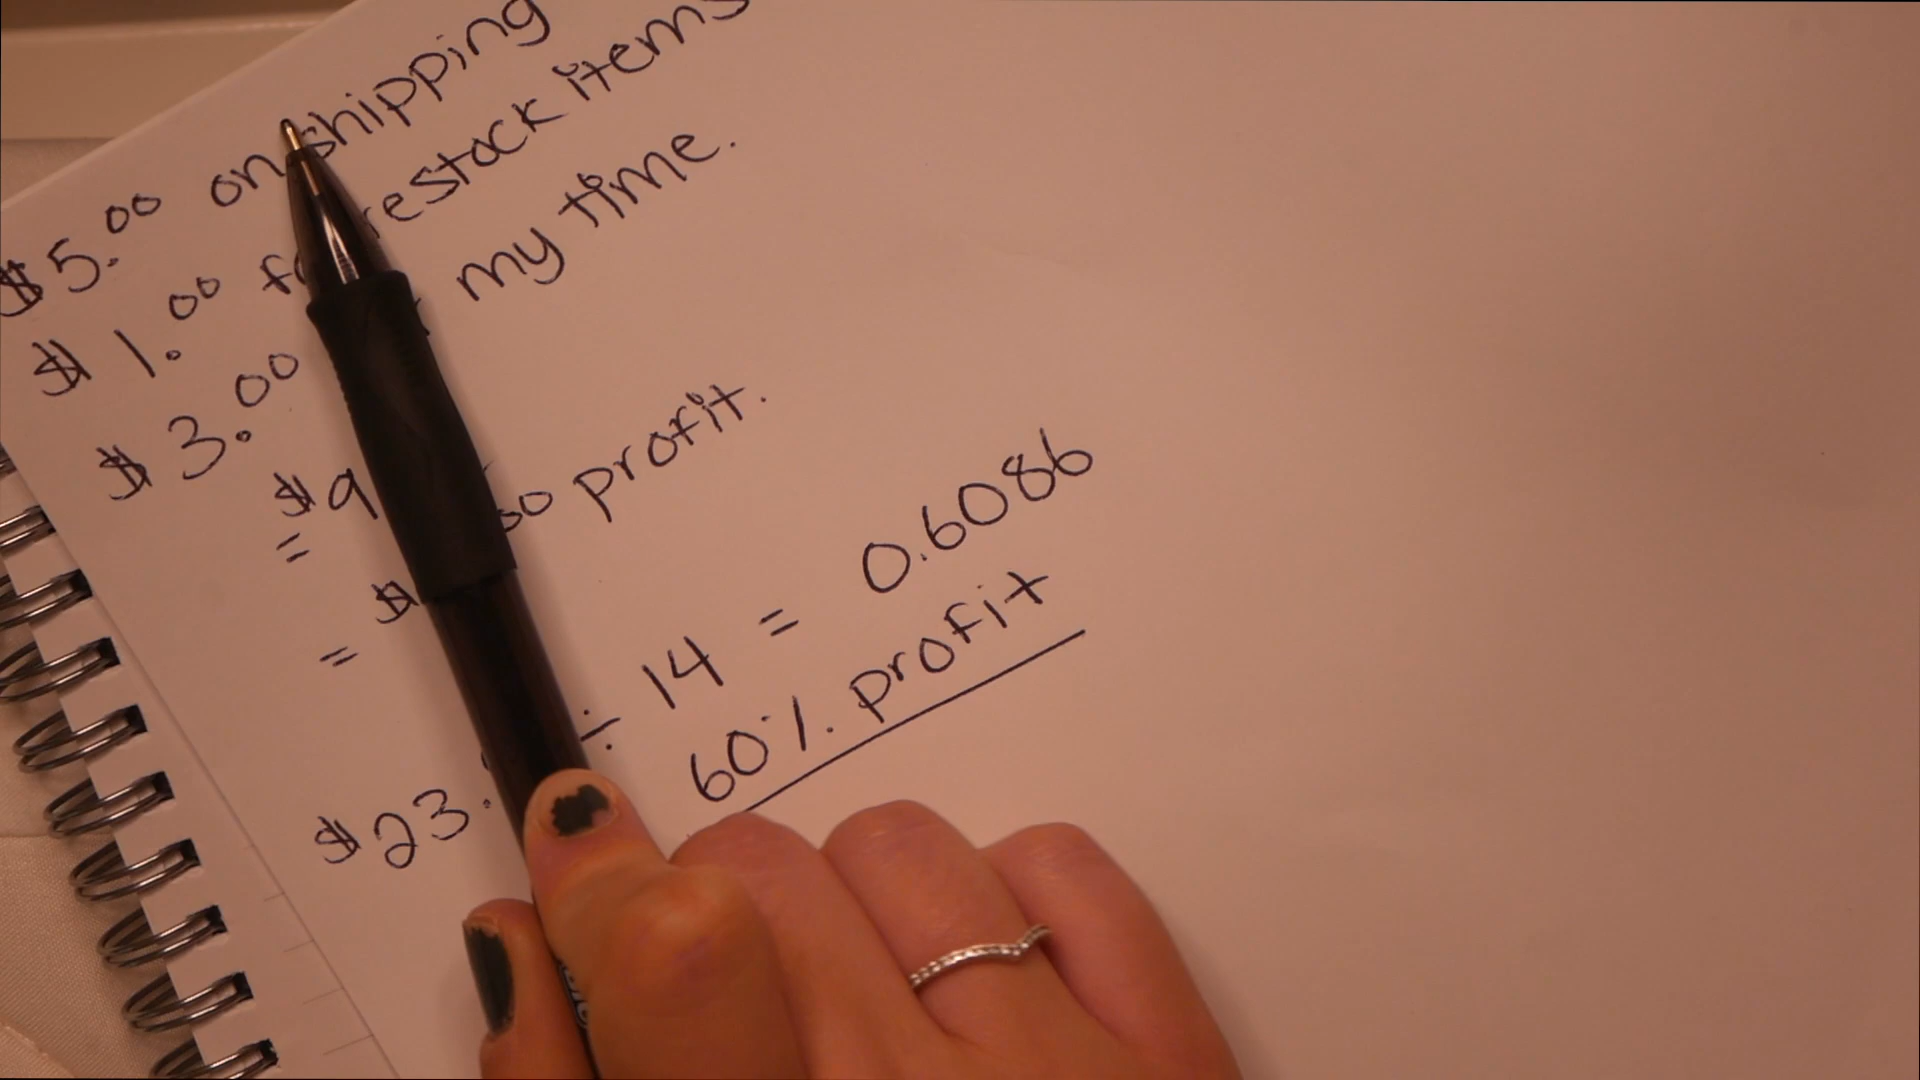 $5.00 on shipping
$1.00 restock items
$3.00 my time.
= $9
= $ profit.
$23. ÷ 14 = 0.6086
60%. profit